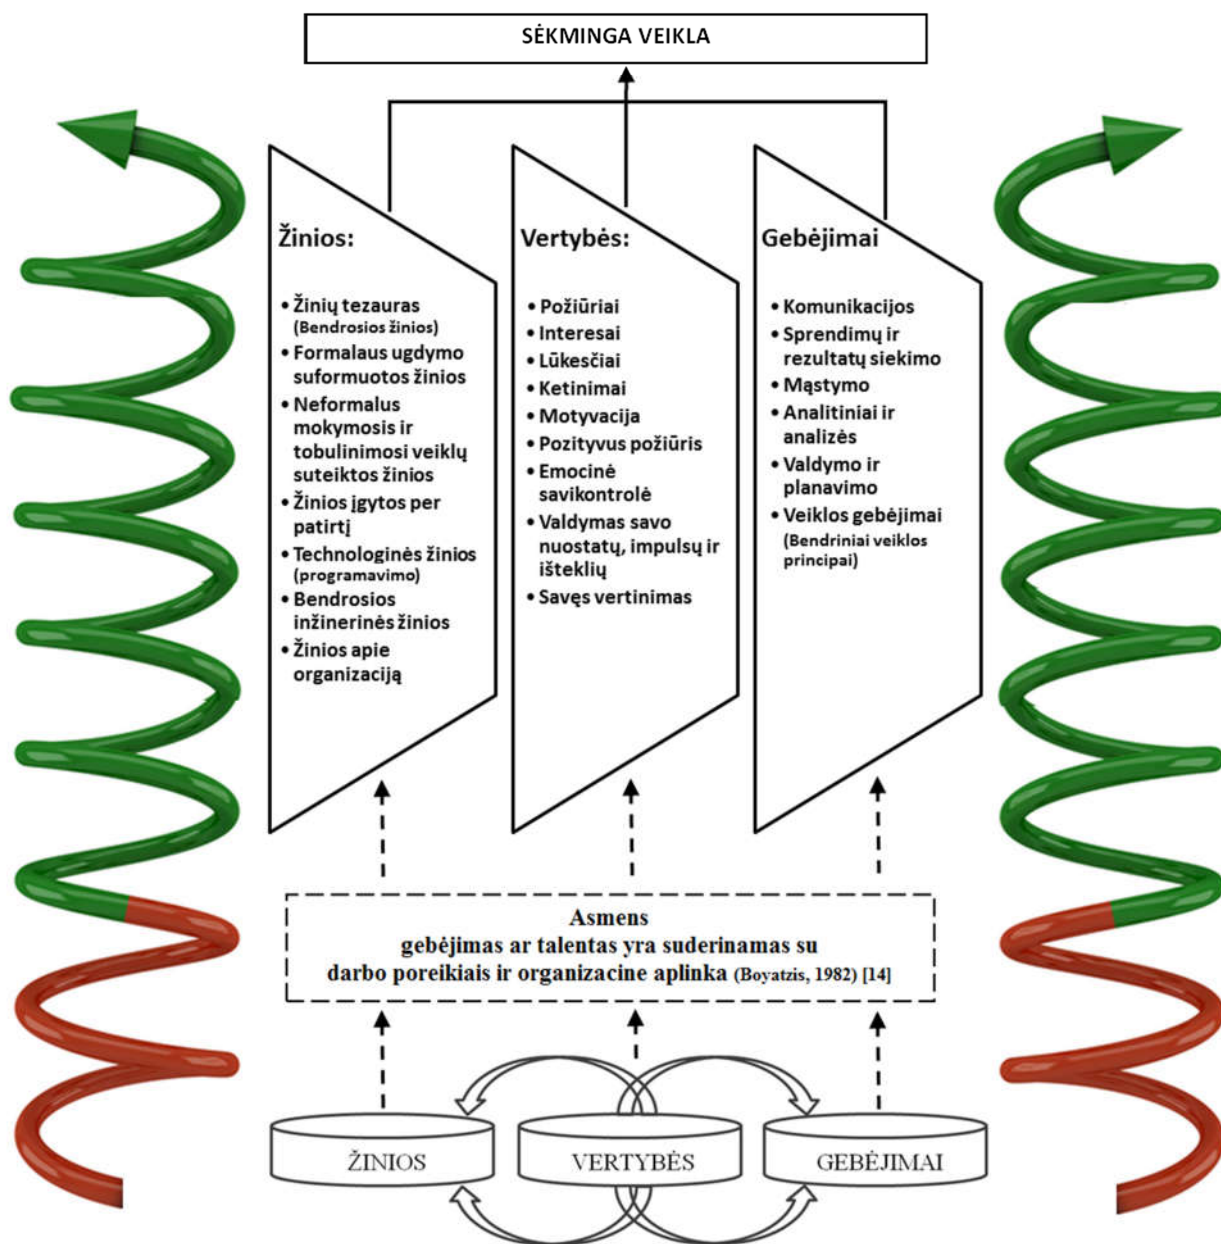 SĖKMINGA VEIKLA
Žinios:
• Žinių tezauras
(Bendrosios žinios)
• Formalaus ugdymo
suformuotos žinios
• Neformalus
mokymosi ir
tobulinimosi veiklų
suteiktos žinios
• Žinios įgytos per
patirtį
• Technologinės žinios
(programavimo)
• Bendrosios
inžinerinės žinios
• Žinios apie
organizaciją
Vertybės:
• Požiūriai
• Interesai
• Lūkesčiai
• Ketinimai
• Motyvacija
• Pozityvus požiūris
• Emocinė
savikontrolė
• Valdymas savo
nuostatų, impulsų ir
išteklių
• Savęs vertinimas
Gebėjimai
• Komunikacijos
• Sprendimų ir
rezultatų siekimo
• Mąstymo
• Analitiniai ir
analizės
• Valdymo ir
planavimo
• Veiklos gebėjimai
(Bendriniai veiklos
principai)
Asmens
gebėjimas ar talentas yra suderinamas su
darbo poreikiais ir organizacine aplinka (Boyatzis, 1982) [14]
ŽINIOS
VERTYBĖS
GEBĖJIMAI